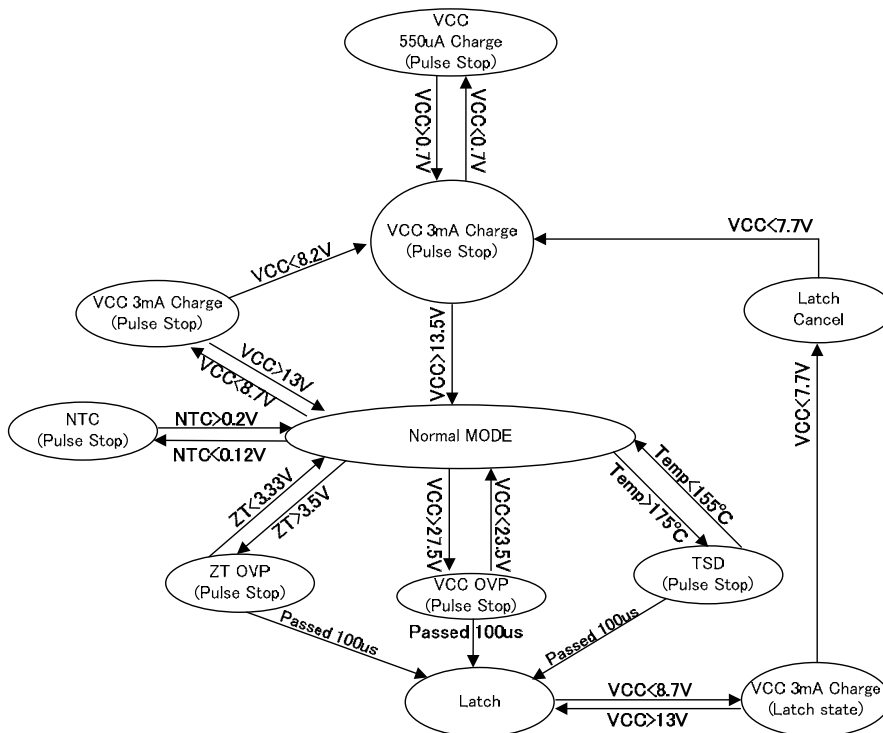 VCC
550uA Charge
(Pulse Stop)
VCC>0.7V
VCC<0.7V
VCC 3mA Charge
(Pulse Stop)
VCC<7.7V
VCC<8.2V
VCC 3mA Charge
(Pulse Stop)
Latch
Cancel
VCC>13V
VCC<8.7V
VCC>13.5V
VCC<7.7V
NTC
(Pulse Stop)
NTC>0.2V
NTC<0.12V
Normal MODE
ZT<3.33V
ZT>3.5V
VCC>27.5V
VCC<23.5V
Temp<155℃
Temp>175℃
ZT OVP
(Pulse Stop)
VCC OVP
(Pulse Stop)
TSD
(Pulse Stop)
Passed 100us
Passed 100us
Passed 100us
Latch
VCC<8.7V
VCC>13V
VCC 3mA Charge
(Latch state)